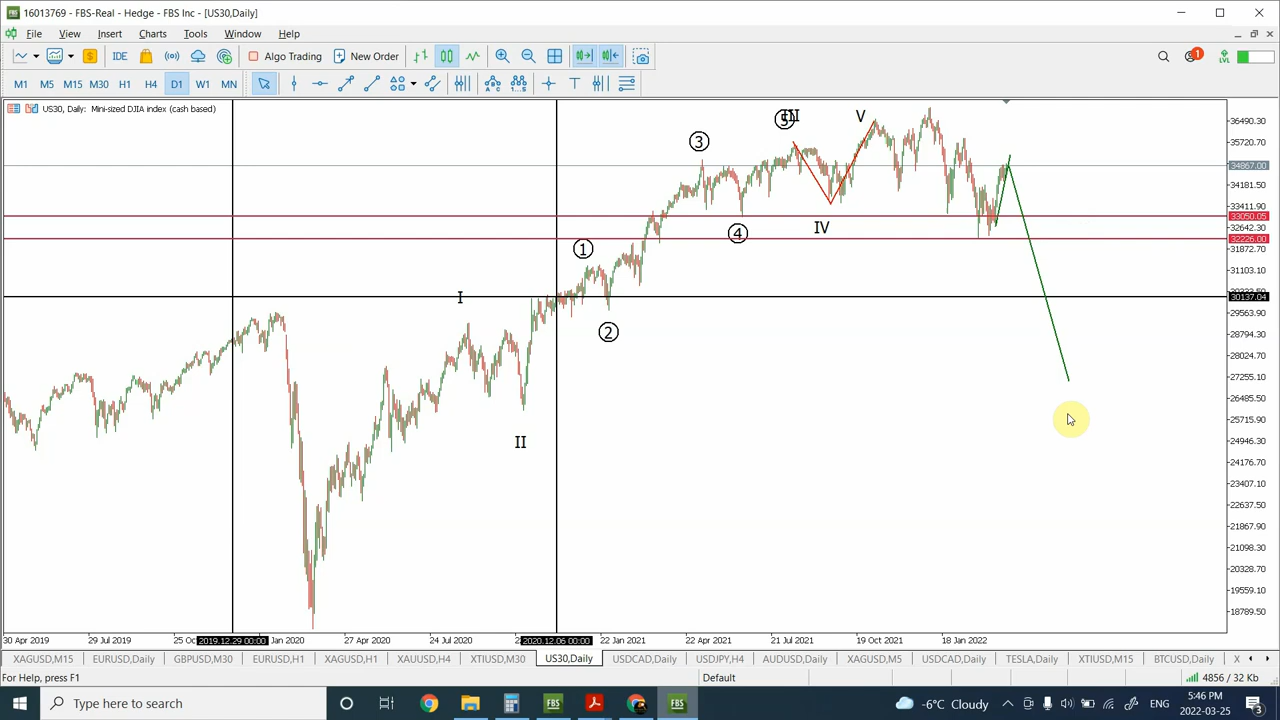 16013769 - FBS-Real - Hedge - FBS Inc - [US30,Daily]
File View Insert Charts Tools Window Help
IDE Algo Trading New Order 1 LVL
M1 M5 M15 M30 H1 H4 D1 W1 MN
US30, Daily: Mini-sized DJIA index (cash based)
5 III V
36490.30
3
35720.70
34867.00
34181.50
33411.90
33050.05
IV
4
32642.30
32226.00
1
31872.70
31103.10
I
30137.04
29563.90
2
28794.30
28024.70
27255.10
26485.50
25715.90
II
24946.30
24176.70
23407.10
22637.50
21867.90
21098.30
20328.70
19559.10
18789.50
30 Apr 2019 29 Jul 2019 25 Oc 2019.12.29 00:00 Jan 2020 27 Apr 2020 24 Jul 2020 2020.12.06 00:00 22 Jan 2021 22 Apr 2021 21 Jul 2021 19 Oct 2021 18 Jan 2022
XAGUSD,M15 EURUSD,Daily GBPUSD,M30 EURUSD,H1 XAGUSD,H1 XAUUSD,H4 XTIUSD,M30 US30,Daily USDCAD,Daily USDJPY,H4 AUDUSD,Daily XAGUSD,M5 USDCAD,Daily TESLA,Daily XTIUSD,M15 BTCUSD,Daily X
For Help, press F1 Default 4856 / 32 Kb
Type here to search FBS FBS -6°C Cloudy ENG 5:46 PM 2022-03-25 3